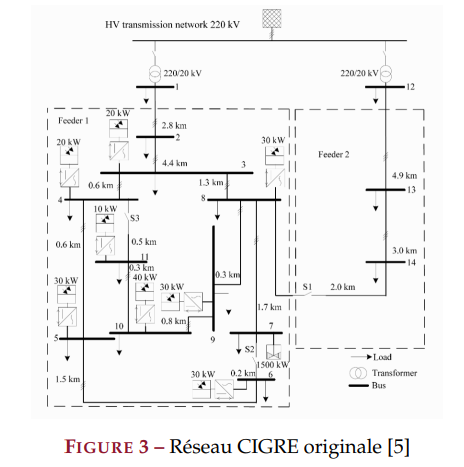 HV transmission network 220 kV
220/20 kV
220/20 kV
1
12
Feeder 1
20 kW
2.8 km
2
20 kW
30 kW
Feeder 2
4.4 km
3
4.9 km
0.6 km
1.3 km
4
8
13
10 kW
S3
0.6 km
0.5 km
3.0 km
11
14
0.3 km
0.3 km
40 kW
30 kW
30 kW
S1
2.0 km
1.7 km
0.8 km
10
9
7
5
S2
1500 kW
Load
1.5 km
30 kW
0.2 km
6
Transformer
Bus
FIGURE 3 – Réseau CIGRE originale [5]